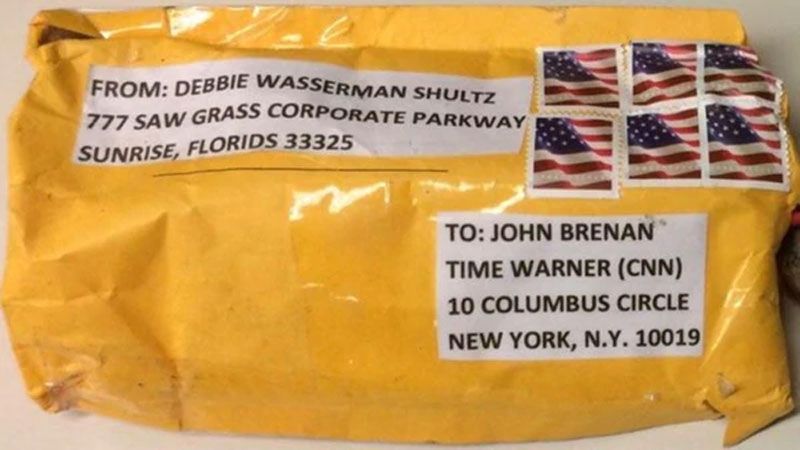 FROM: DEBBIE WASSERMAN SHULTZ
777 SAW GRASS CORPORATE PARKWAY
SUNRISE, FLORIDS 33325
TO: JOHN BRENAN
TIME WARNER (CNN)
10 COLUMBUS CIRCLE
NEW YORK, N.Y. 10019